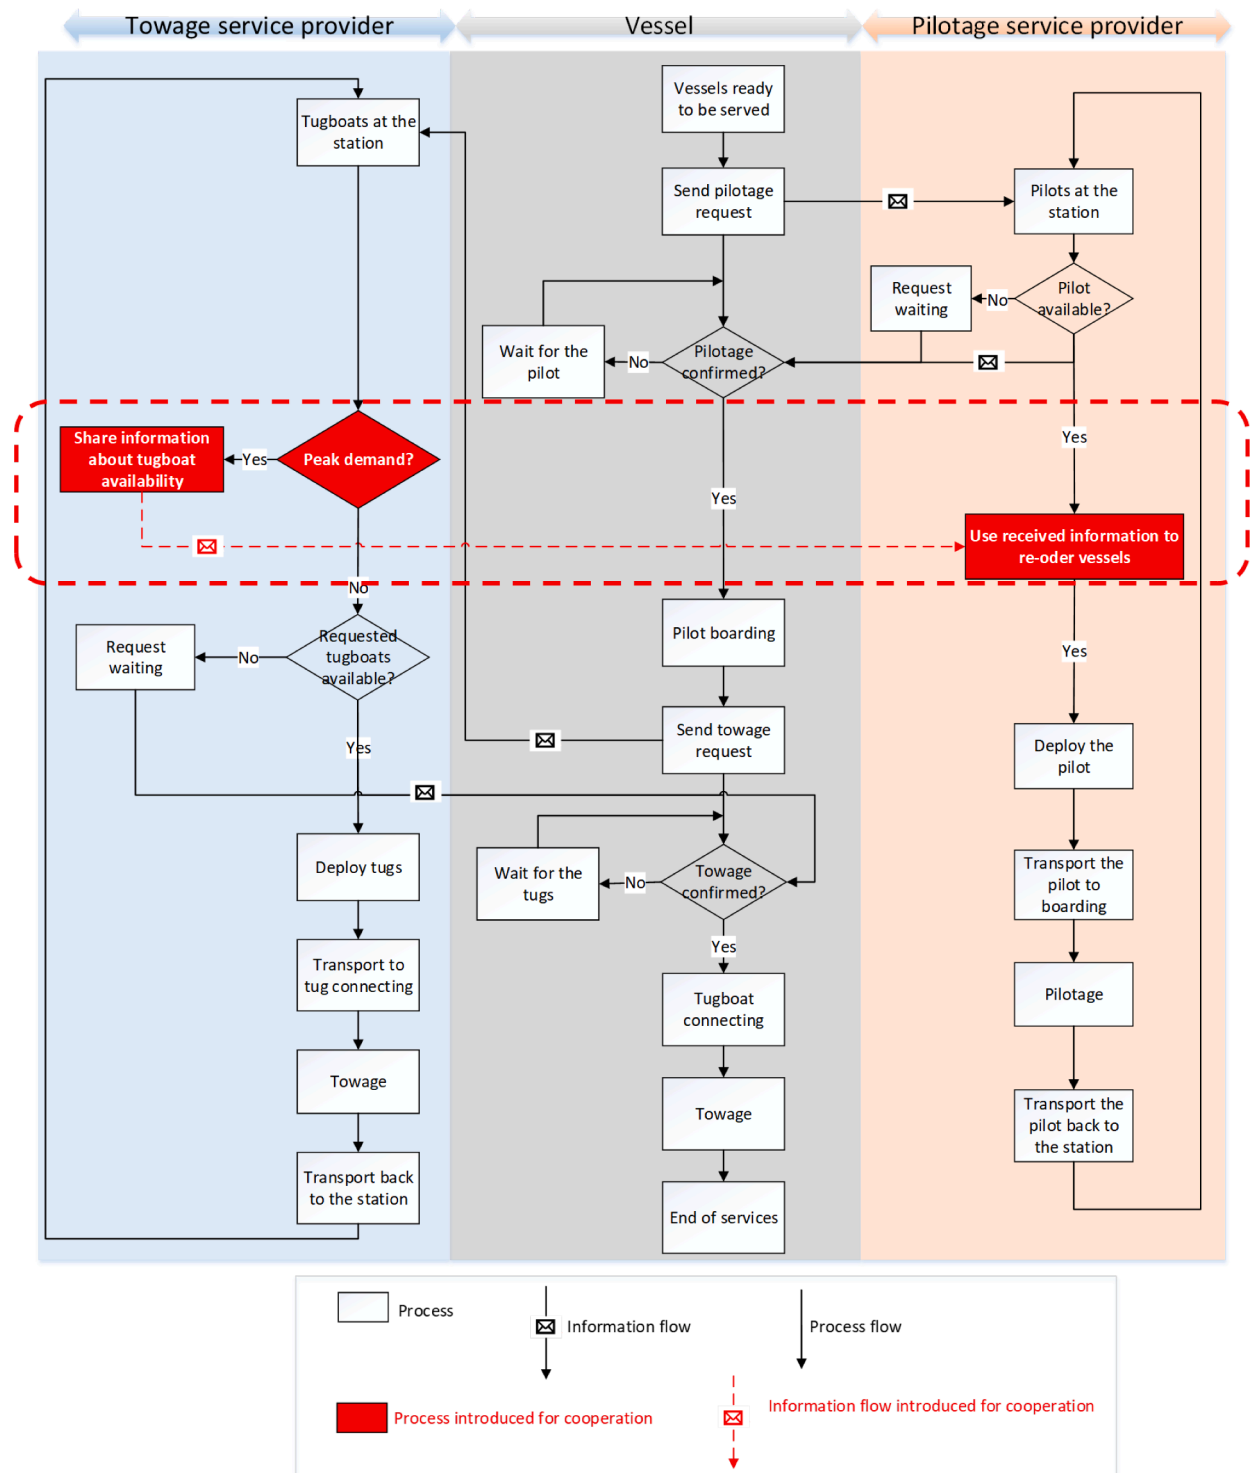 Towage service provider
Vessel
Pilotage service provider
Vessels ready
to be served
Tugboats at the
station
Send pilotage
request
Pilots at the
station
Request
waiting
No
Pilot
available?
Wait for the
pilot
No
Pilotage
confirmed?
Share information
about tugboat
availability
Yes
Peak demand?
Yes
Yes
Use received information to
re-oder vessels
No
Request
waiting
No
Requested
tugboats
available?
Pilot boarding
Yes
Yes
Send towage
request
Deploy the
pilot
Deploy tugs
Wait for the
tugs
No
Towage
confirmed?
Transport the
pilot to
boarding
Yes
Transport to
tug connecting
Tugboat
connecting
Pilotage
Towage
Towage
Transport the
pilot back to
the station
Transport back
to the station
End of services
Process
Information flow
Process flow
Process introduced for cooperation
Information flow introduced for cooperation